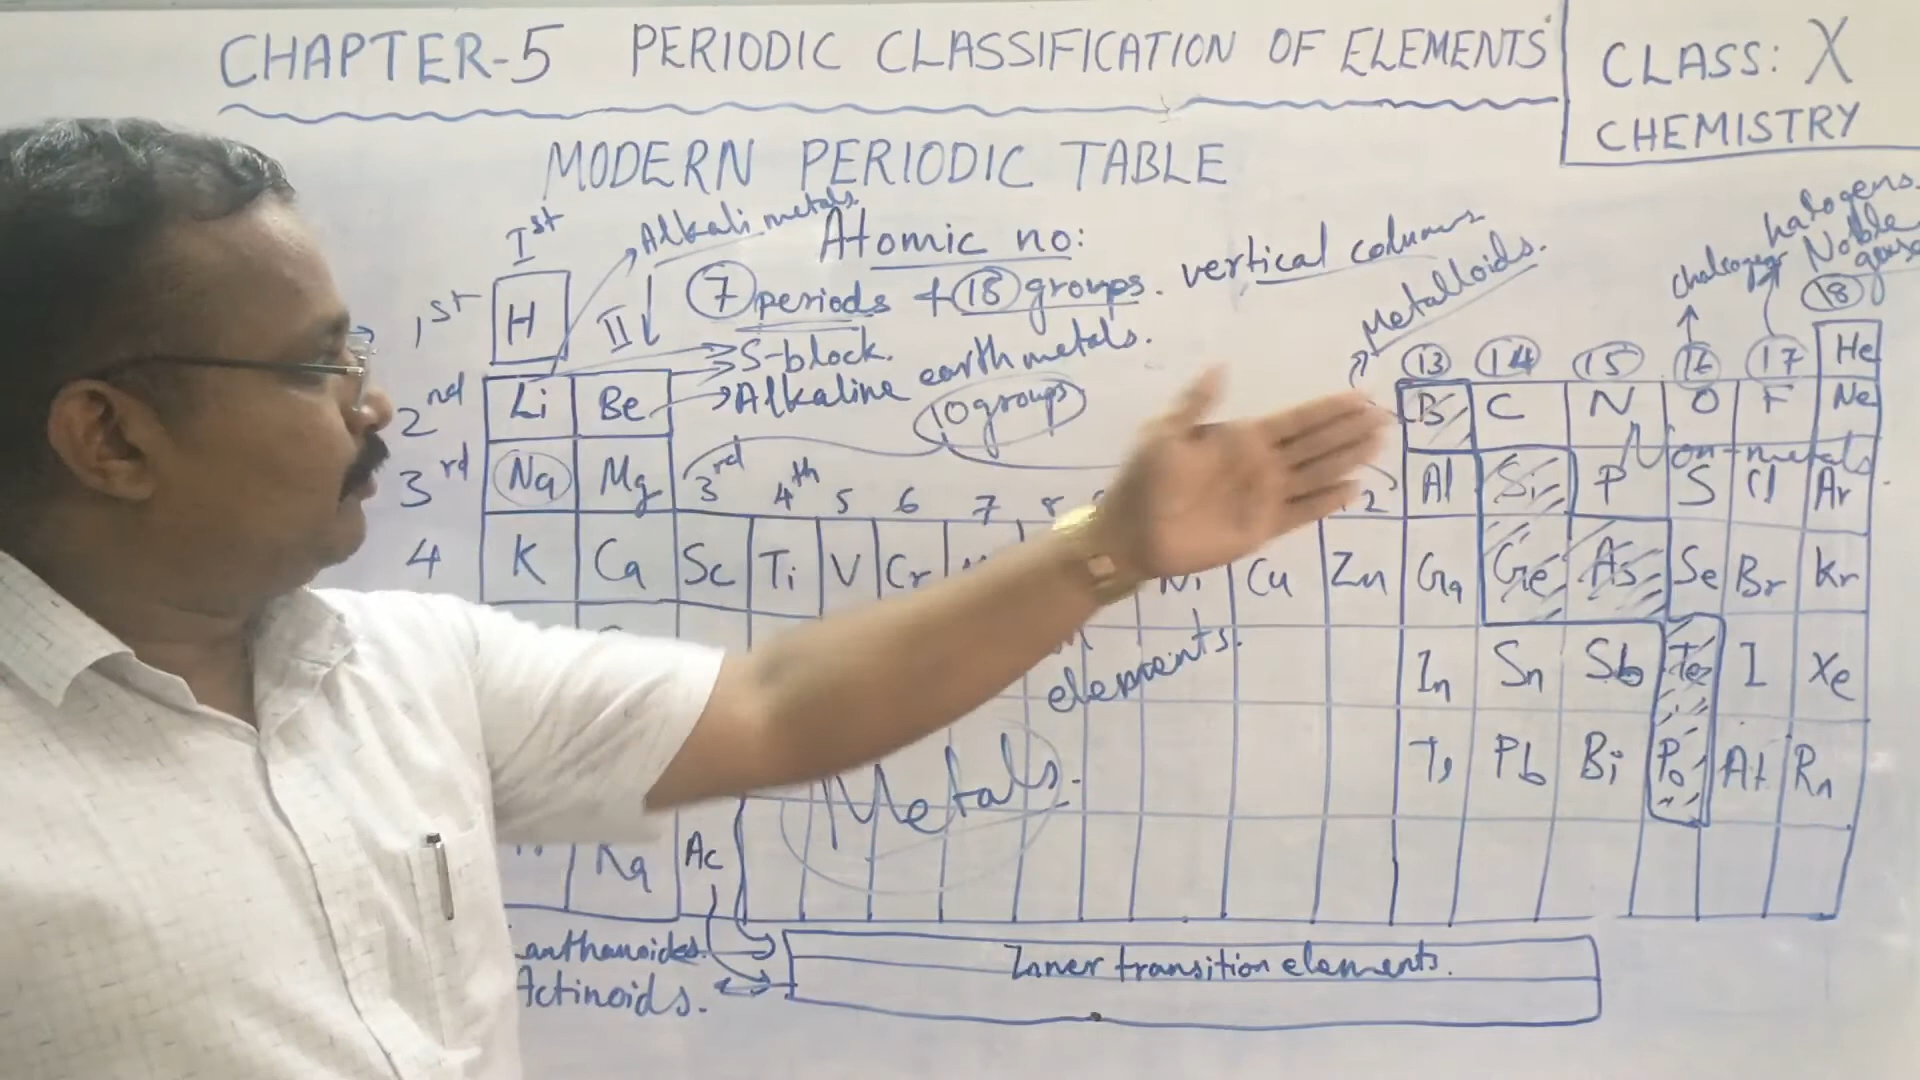 CHAPTER-5 PERIODIC CLASSIFICATION OF ELEMENTS
CLASS: X
CHEMISTRY
MODERN PERIODIC TABLE
Ist
Alkali metals
Atomic no:
halogens
Noble
1st H II 7 periods + 18 groups. vertical columns
Metalloids.
18
S-block.
Alkaline earth metals.
13 14 15 16 17 He
2nd Li Be 10 groups B C N O F Ne
Non-metals
3rd Na Mg 3rd 4th 5 6 7 8 Al Si P S Cl Ar
4 K Ca Sc Ti V Cr Ni Cu Zn Ga Ge As Se Br Kr
elements.
In Sn Sb Te I Xe
Metals.
Pb Bi Po At Rn
Ra Ac
anthanoides.
Inner transition elements.
Actinoids.